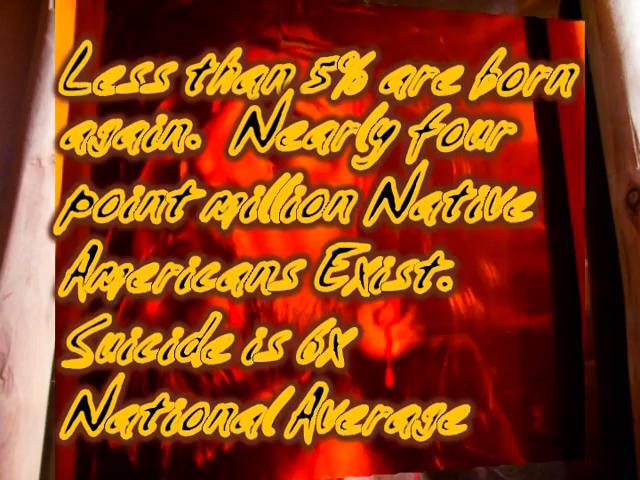 Less than 5% are born
again. Nearly four
point million Native
Americans Exist.
Suicide is 6x
National Average